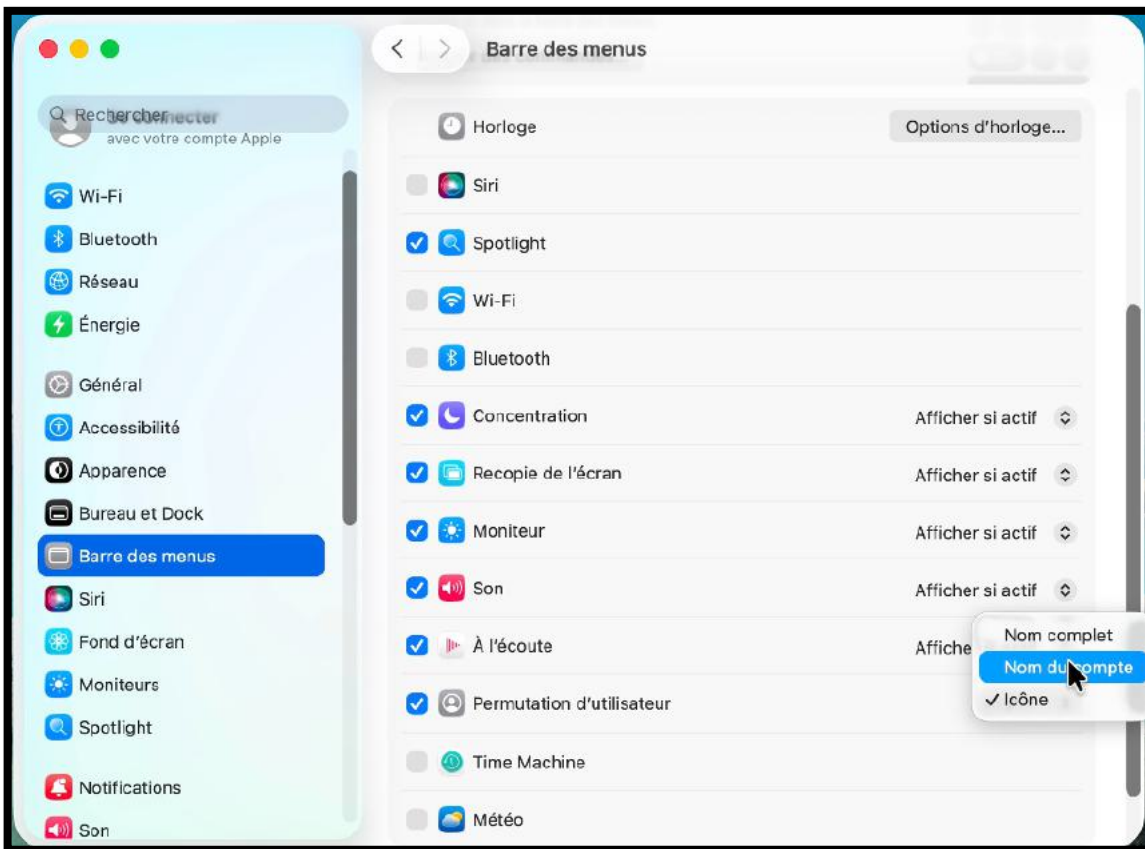 Barre des menus
Rechercher
avec votre compte Apple
Wi-Fi
Bluetooth
Réseau
Énergie
Général
Accessibilité
Apparence
Bureau et Dock
Barre des menus
Siri
Fond d'écran
Moniteurs
Spotlight
Notifications
Son
Horloge
Options d'horloge...
Siri
Spotlight
Wi-Fi
Bluetooth
Concentration
Afficher si actif
Recopie de l'écran
Afficher si actif
Moniteur
Afficher si actif
Son
Afficher si actif
À l'écoute
Affiche
Permutation d'utilisateur
Time Machine
Météo
Nom complet
Nom du compte
Icône